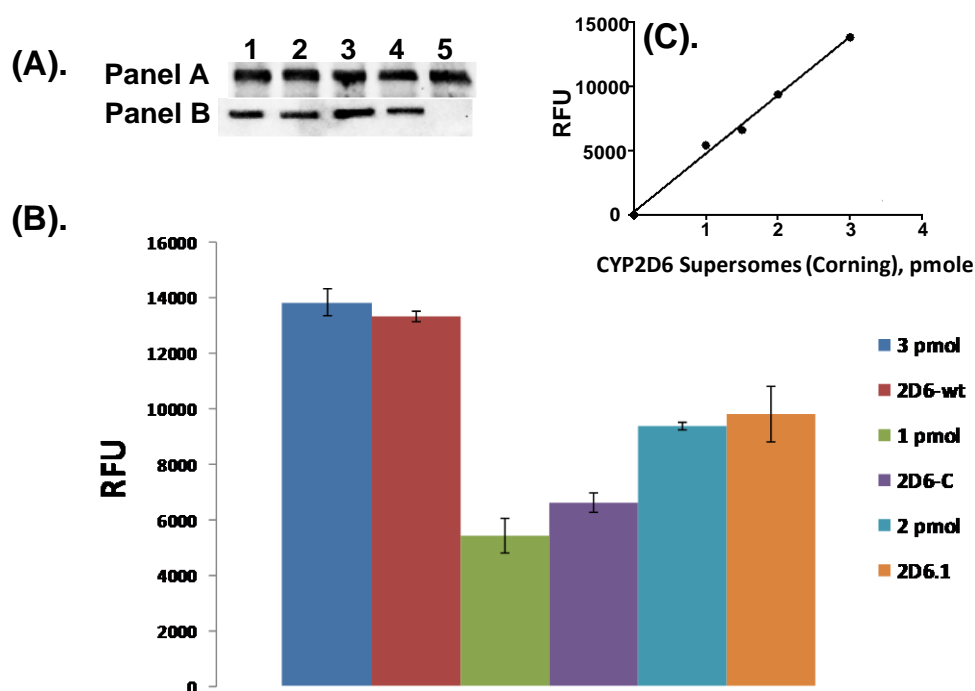 (A).
1 2 3 4 5
Panel A
Panel B
(C).
15000
10000
5000
0
RFU
1 2 3 4
CYP2D6 Supersomes (Corning), pmole
(B).
16000
14000
12000
10000
8000
6000
4000
2000
0
RFU
3 pmol
2D6-wt
1 pmol
2D6-C
2 pmol
2D6.1